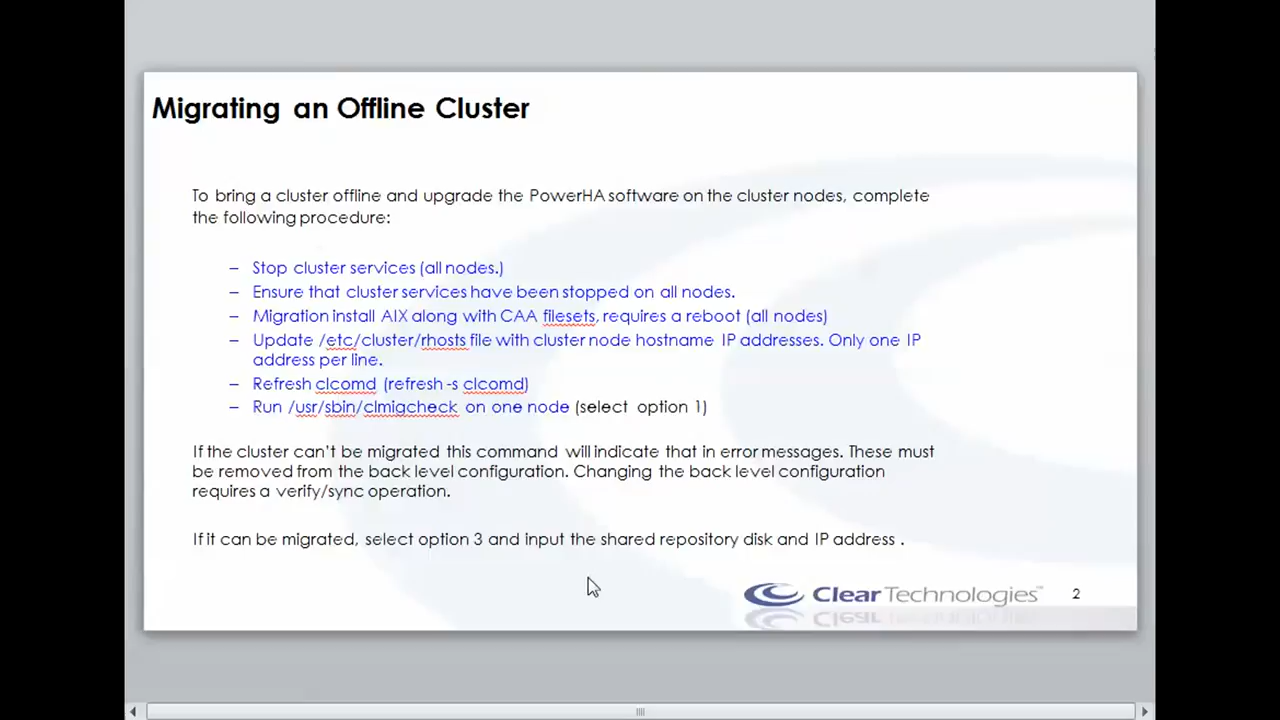 Migrating an Offline Cluster
To bring a cluster offline and upgrade the PowerHA software on the cluster nodes, complete
the following procedure:
– Stop cluster services (all nodes.)
– Ensure that cluster services have been stopped on all nodes.
– Migration install AIX along with CAA filesets, requires a reboot (all nodes)
– Update /etc/cluster/rhosts file with cluster node hostname IP addresses. Only one IP
address per line.
– Refresh clcomd (refresh -s clcomd)
– Run /usr/sbin/clmigcheck on one node (select option 1)
If the cluster can't be migrated this command will indicate that in error messages. These must
be removed from the back level configuration. Changing the back level configuration
requires a verify/sync operation.
If it can be migrated, select option 3 and input the shared repository disk and IP address .
Clear Technologies™ 2